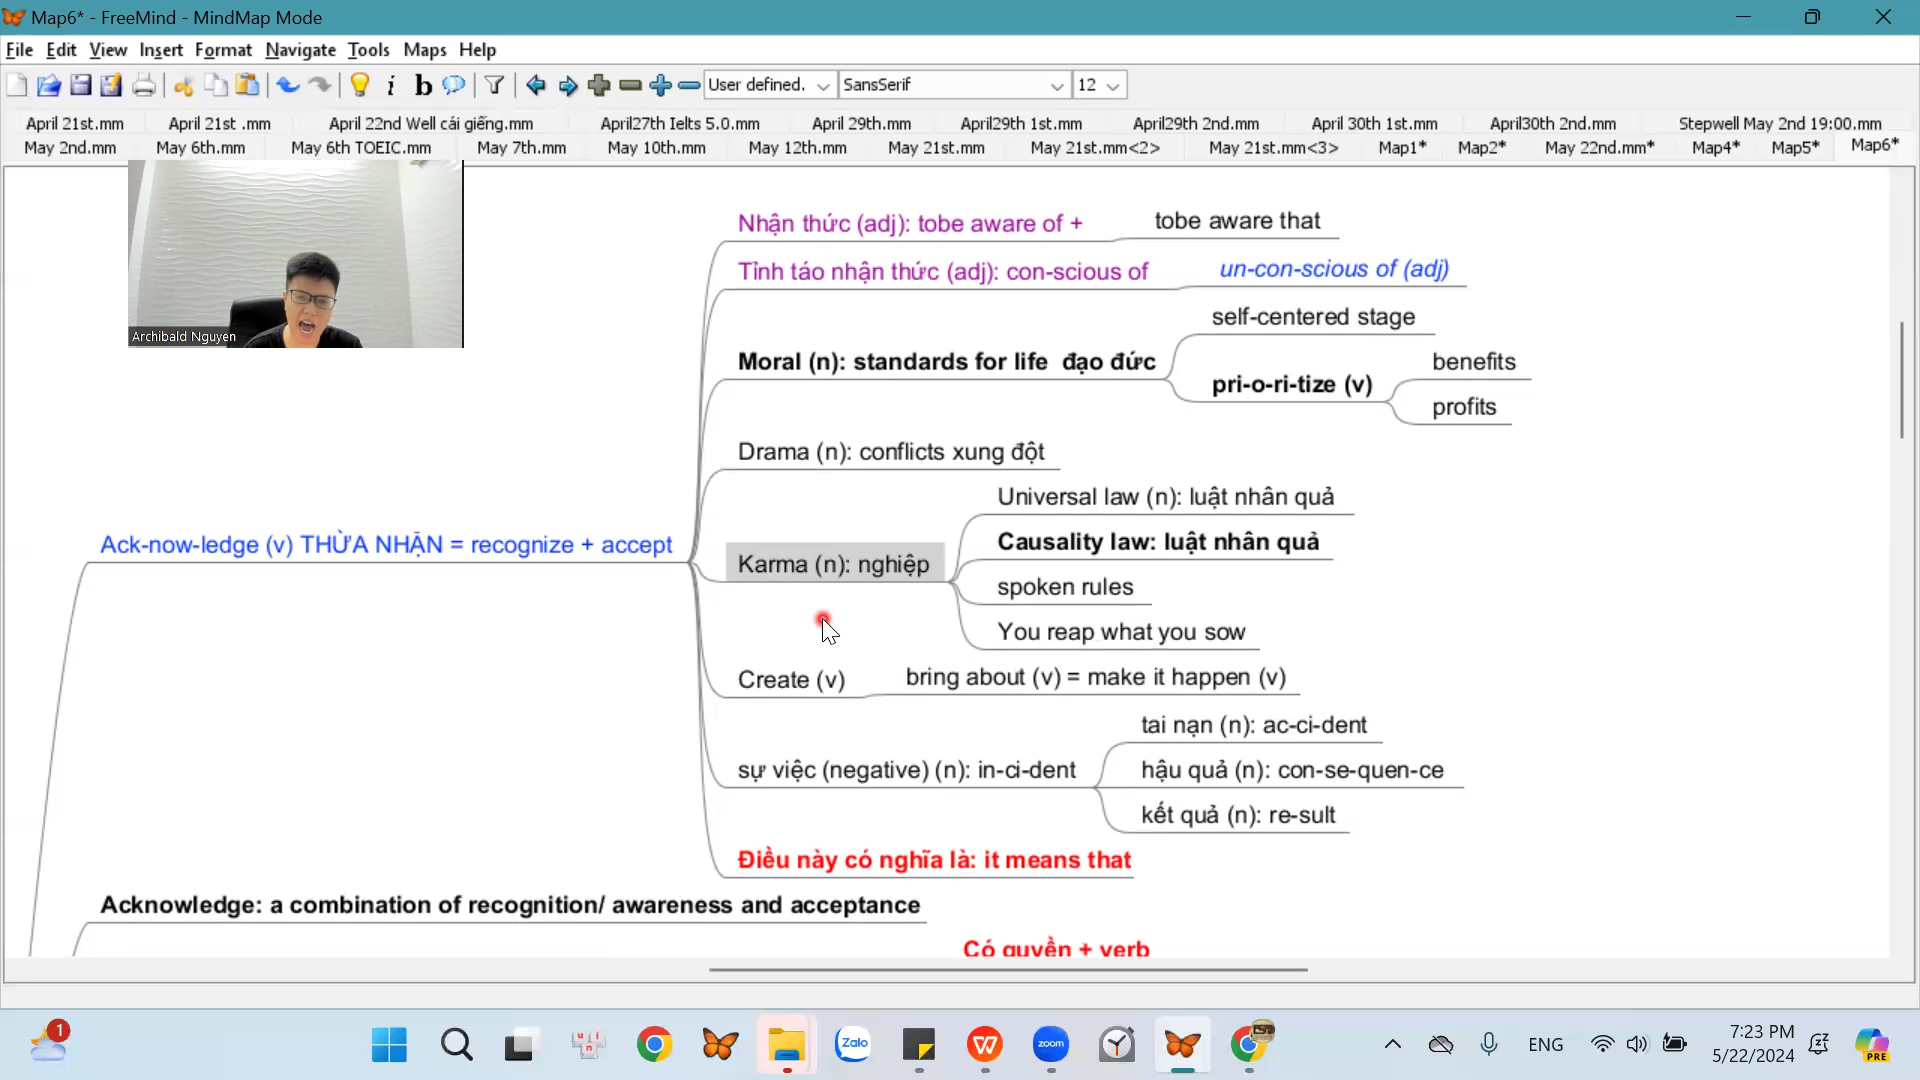 Map6* - FreeMind - MindMap Mode
File Edit View Insert Format Navigate Tools Maps Help
User defined. SansSerif 12
April 21st.mm April 21st .mm April 22nd Well cái giếng.mm April27th Ielts 5.0.mm April 29th.mm April29th 1st.mm April29th 2nd.mm April 30th 1st.mm April30th 2nd.mm Stepwell May 2nd 19:00.mm
May 2nd.mm May 6th.mm May 6th TOEIC.mm May 7th.mm May 10th.mm May 12th.mm May 21st.mm May 21st.mm<2> May 21st.mm<3> Map1* Map2* May 22nd.mm* Map4* Map5* Map6*
Archibald Nguyen
Nhận thức (adj): tobe aware of + tobe aware that
Tỉnh táo nhận thức (adj): con-scious of un-con-scious of (adj)
self-centered stage
Moral (n): standards for life đạo đức
pri-o-ri-tize (v)
benefits
profits
Drama (n): conflicts xung đột
Ack-now-ledge (v) THỪA NHẬN = recognize + accept
Karma (n): nghiệp
Universal law (n): luật nhân quả
Causality law: luật nhân quả
spoken rules
You reap what you sow
Create (v) bring about (v) = make it happen (v)
sự việc (negative) (n): in-ci-dent
tai nạn (n): ac-ci-dent
hậu quả (n): con-se-quen-ce
kết quả (n): re-sult
Điều này có nghĩa là: it means that
Acknowledge: a combination of recognition/ awareness and acceptance
Có quyền + verb
1
Zalo
zoom
ENG
7:23 PM
5/22/2024
PRE